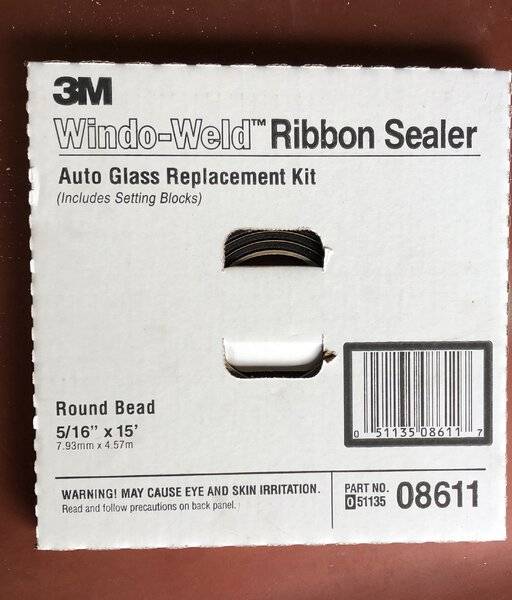 3M
Windo-Weld™ Ribbon Sealer
Auto Glass Replacement Kit
(Includes Setting Blocks)
Round Bead
5/16" x 15'
7.93mm x 4.57m
0 51135 08611 7
WARNING! MAY CAUSE EYE AND SKIN IRRITATION.
Read and follow precautions on back panel.
PART NO.
0 51135 08611